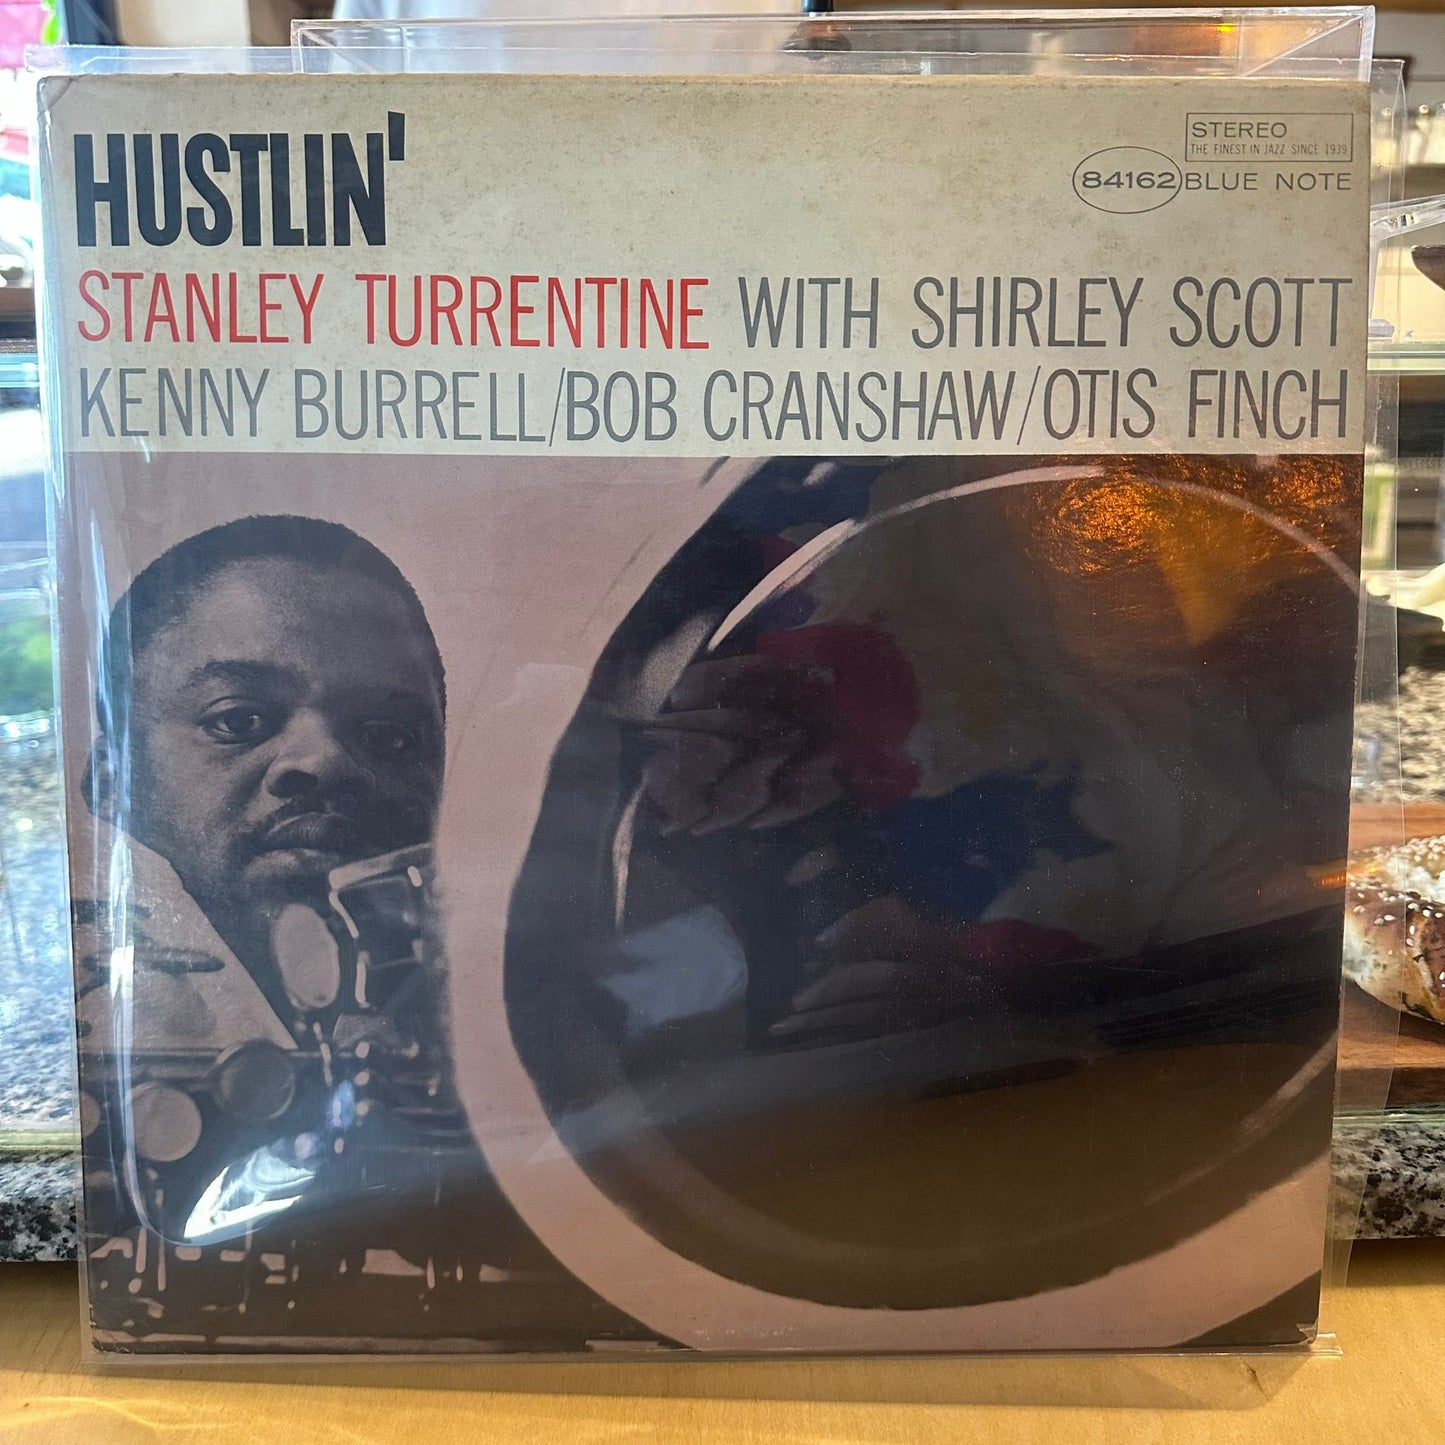 HUSTLIN'
STEREO
THE FINEST IN JAZZ SINCE 1939
84162 BLUE NOTE
STANLEY TURRENTINE WITH SHIRLEY SCOTT
KENNY BURRELL/BOB CRANSHAW/OTIS FINCH